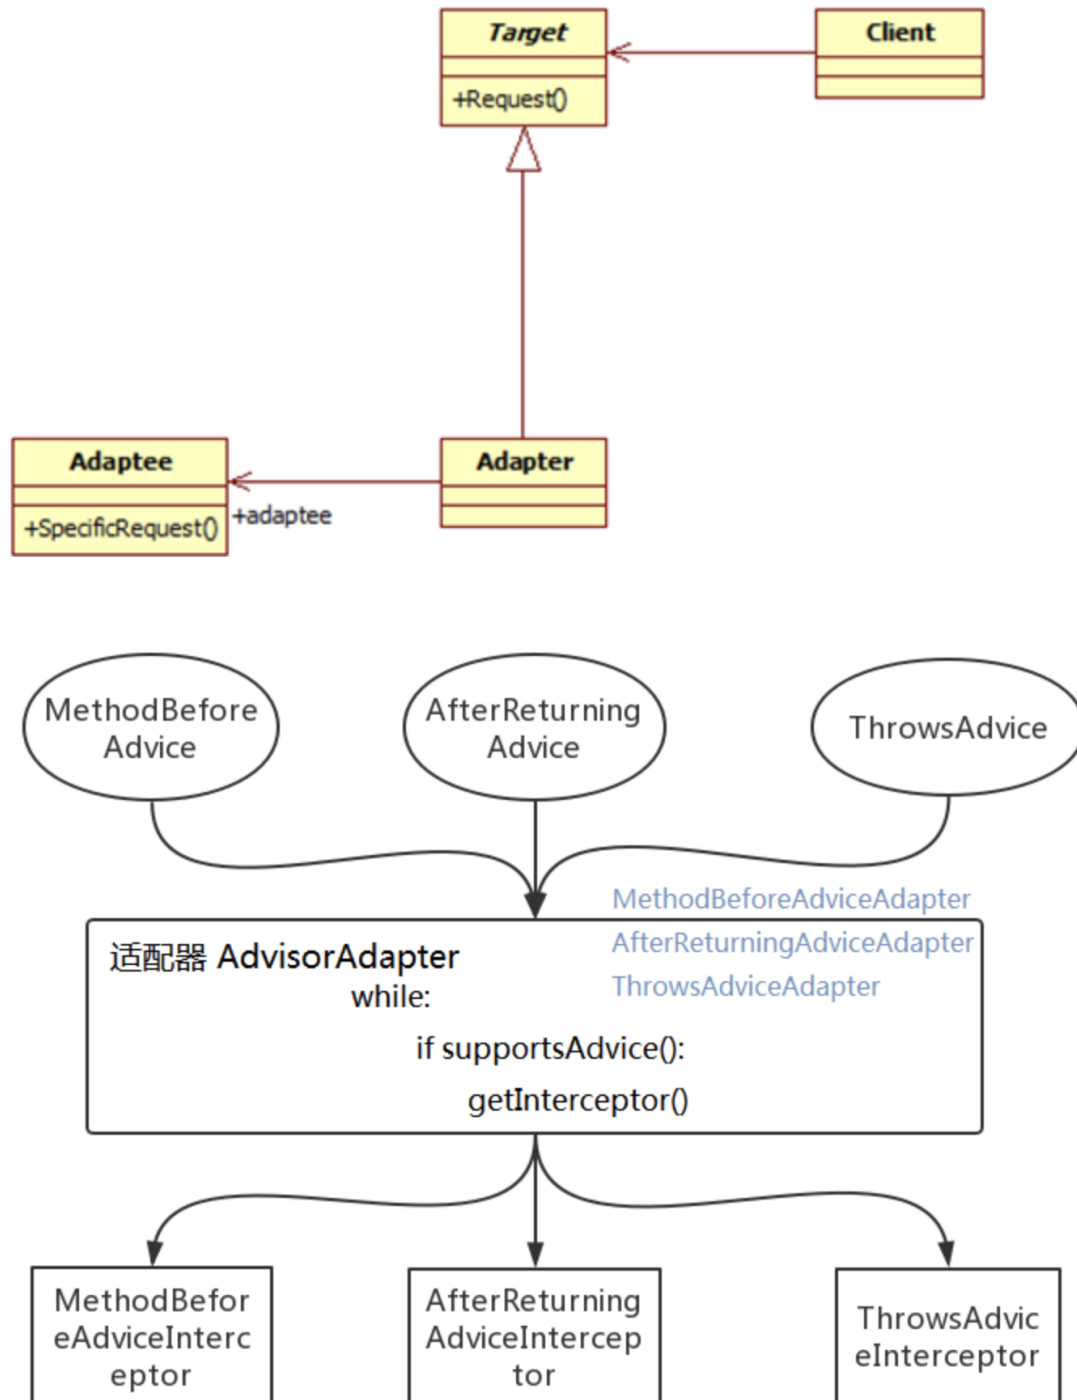 Target
Client
+Request()
Adaptee
Adapter
+SpecificRequest()
+adaptee
MethodBefore
Advice
AfterReturning
Advice
ThrowsAdvice
MethodBeforeAdviceAdapter
AfterReturningAdviceAdapter
ThrowsAdviceAdapter
适配器 AdvisorAdapter
while:
if supportsAdvice():
getInterceptor()
MethodBefor
eAdviceInterc
eptor
AfterReturning
AdviceIntercep
tor
ThrowsAdvic
eInterceptor